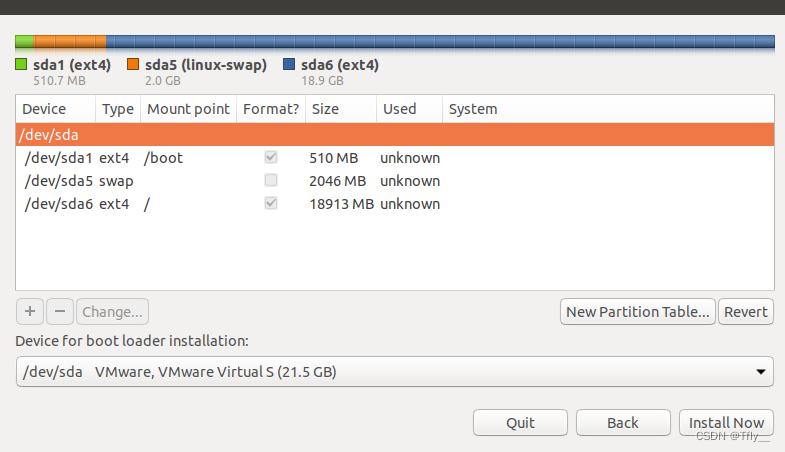 sda1 (ext4) sda5 (linux-swap) sda6 (ext4)
510.7 MB 2.0 GB 18.9 GB
Device Type Mount point Format? Size Used System
/dev/sda
/dev/sda1 ext4 /boot 510 MB unknown
/dev/sda5 swap 2046 MB unknown
/dev/sda6 ext4 / 18913 MB unknown
+ − Change... New Partition Table... Revert
Device for boot loader installation:
/dev/sda VMware, VMware Virtual S (21.5 GB)
Quit Back Install Now
CSDN @Tfly__